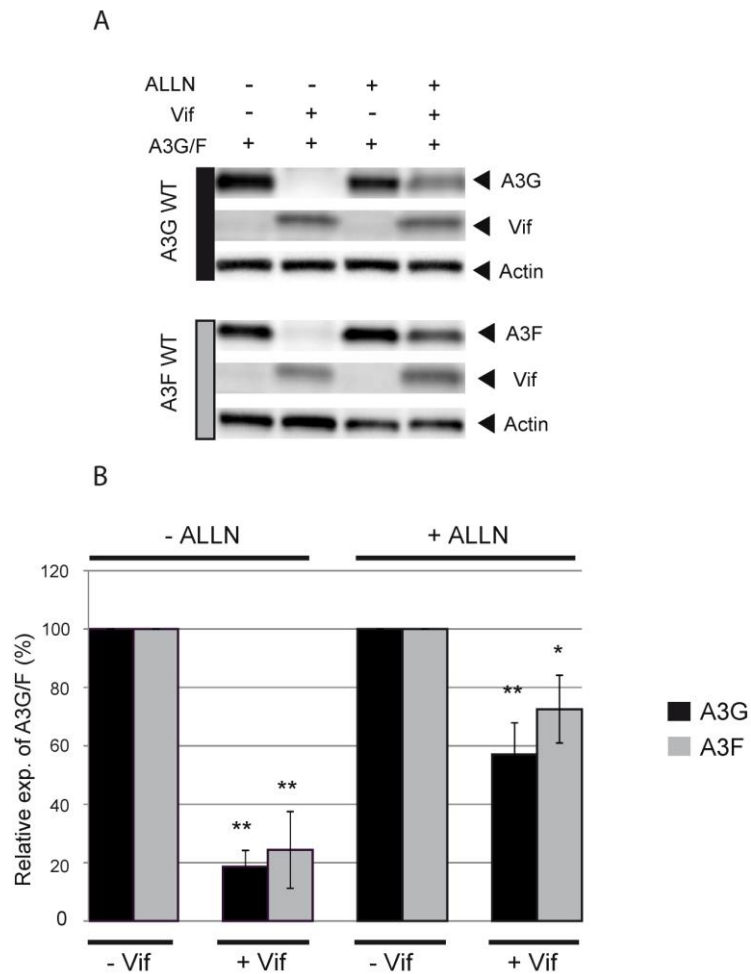 A
ALLN - - + +
Vif - + - +
A3G/F + + + +
A3G WT
A3G
Vif
Actin
A3F WT
A3F
Vif
Actin
B
- ALLN + ALLN
Relative exp. of A3G/F (%)
120
100
80
60
40
20
0
** ** ** *
A3G
A3F
- Vif + Vif - Vif + Vif